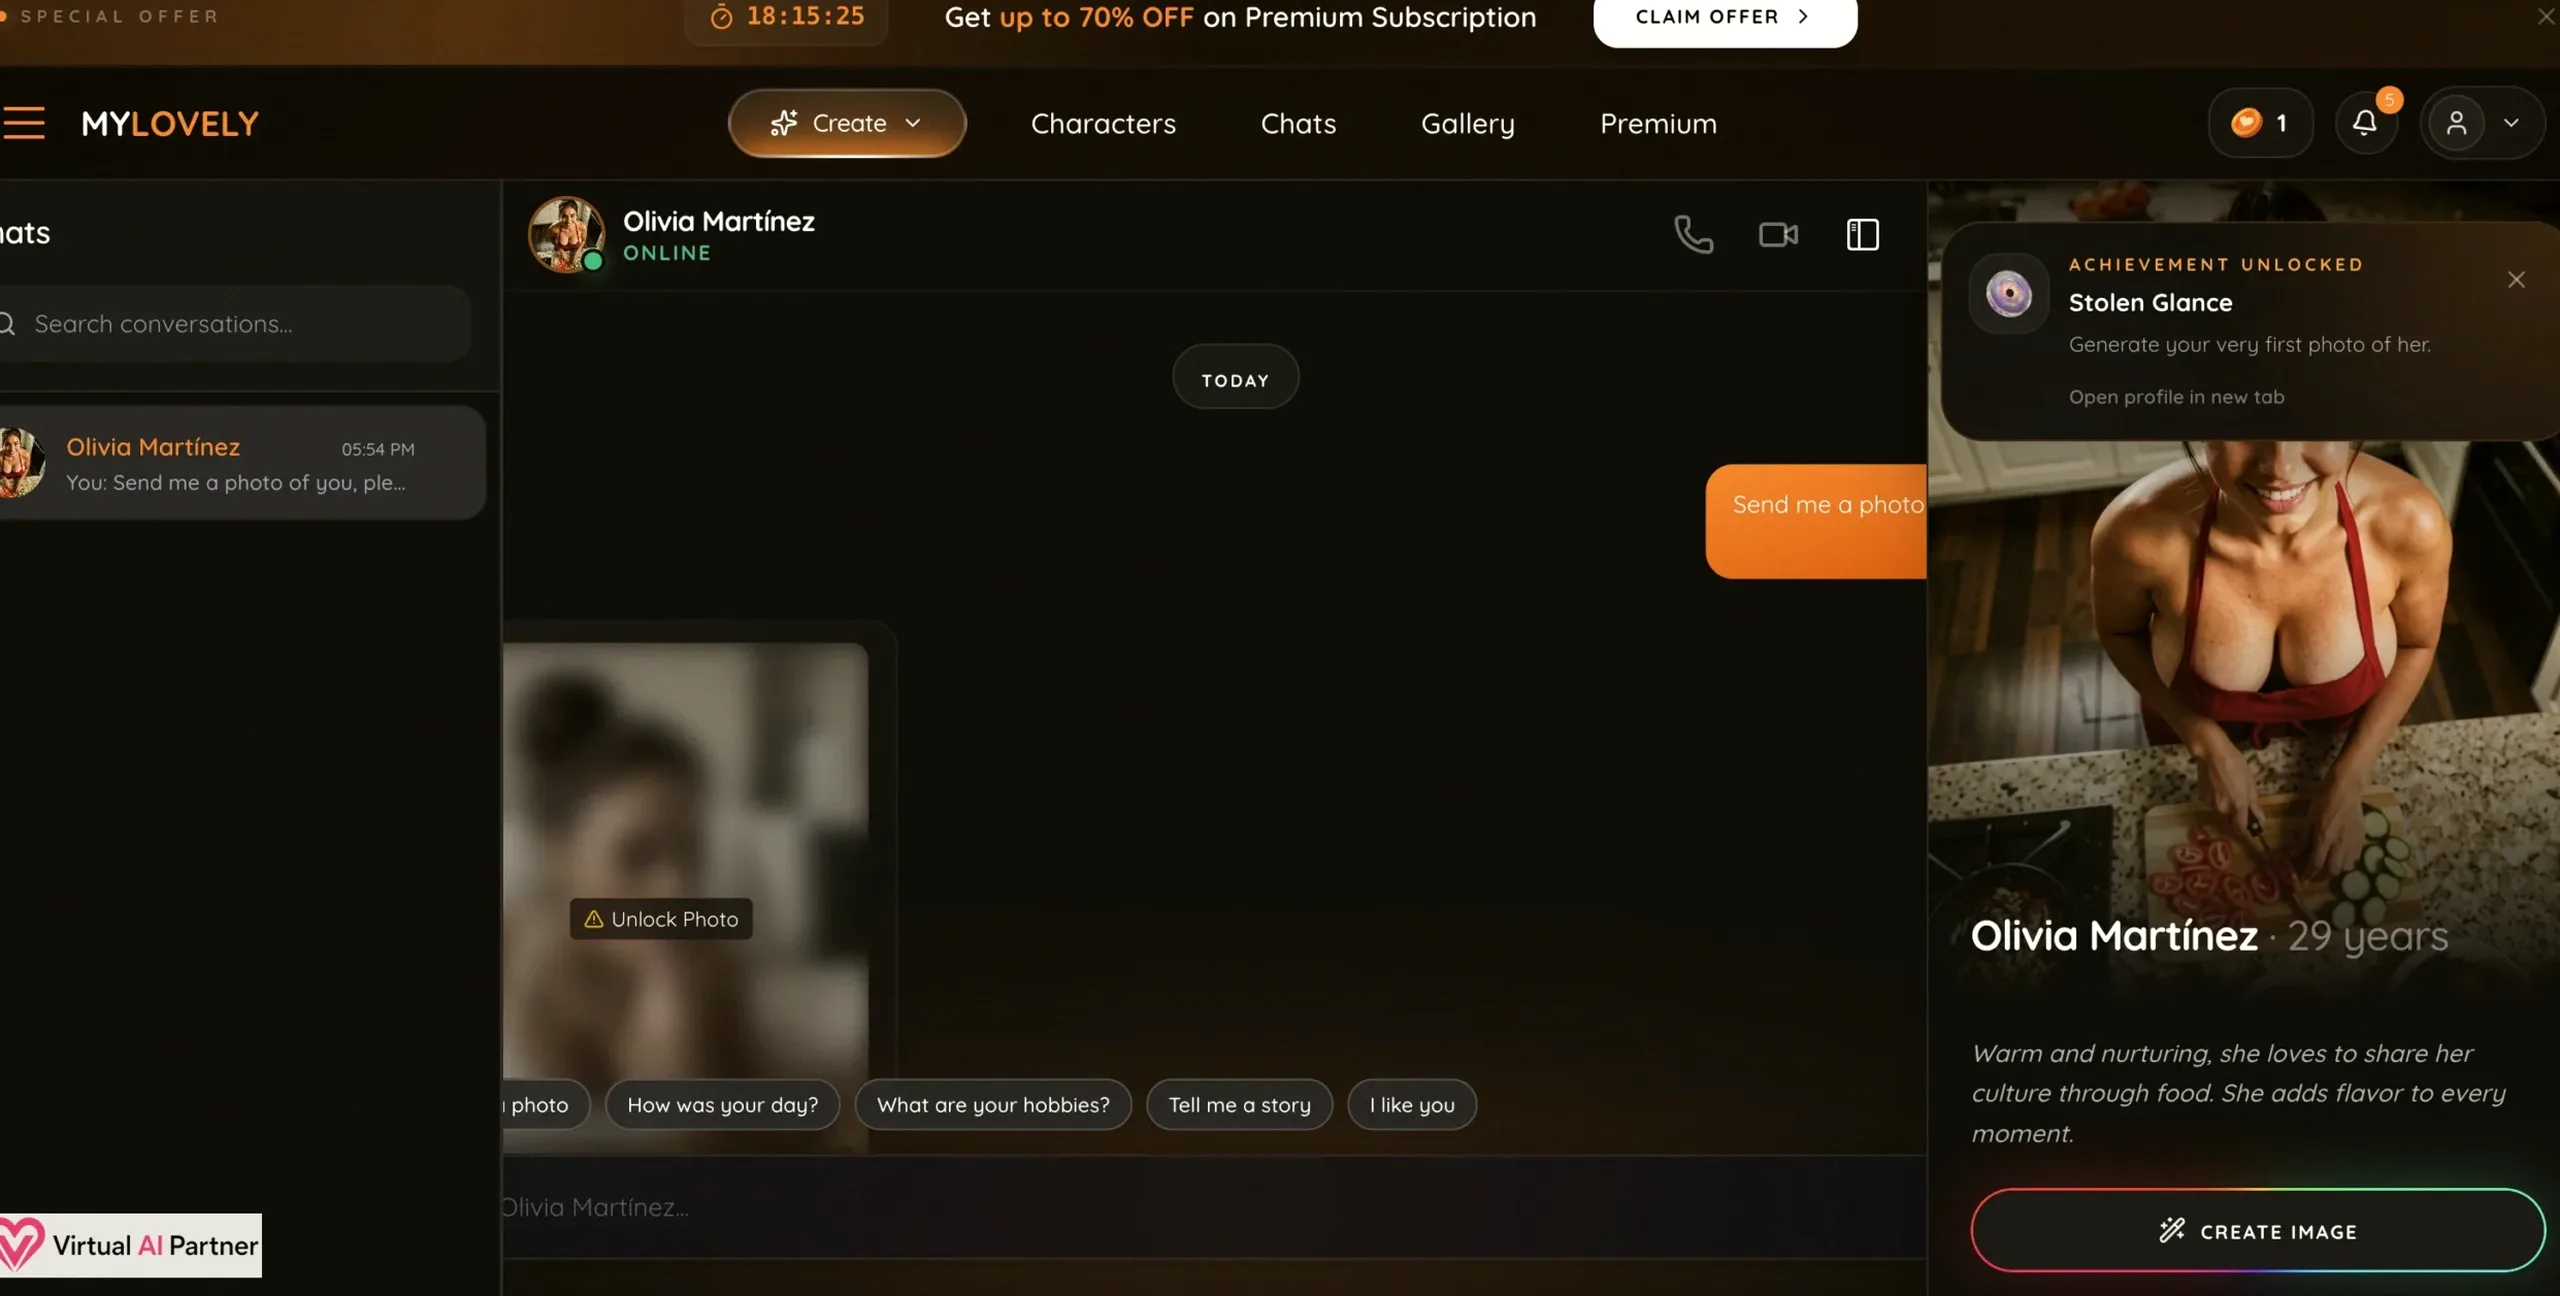 SPECIAL OFFER
18:15:25
Get up to 70% OFF on Premium Subscription
CLAIM OFFER
MYLOVELY
Create
Characters
Chats
Gallery
Premium
1
5
hats
Search conversations...
Olivia Martínez
05:54 PM
You: Send me a photo of you, ple...
Olivia Martínez
ONLINE
TODAY
Send me a photo
Unlock Photo
photo
How was your day?
What are your hobbies?
Tell me a story
I like you
Olivia Martínez...
ACHIEVEMENT UNLOCKED
Stolen Glance
Generate your very first photo of her.
Open profile in new tab
Olivia Martínez · 29 years
Warm and nurturing, she loves to share her
culture through food. She adds flavor to every
moment.
CREATE IMAGE
Virtual AI Partner